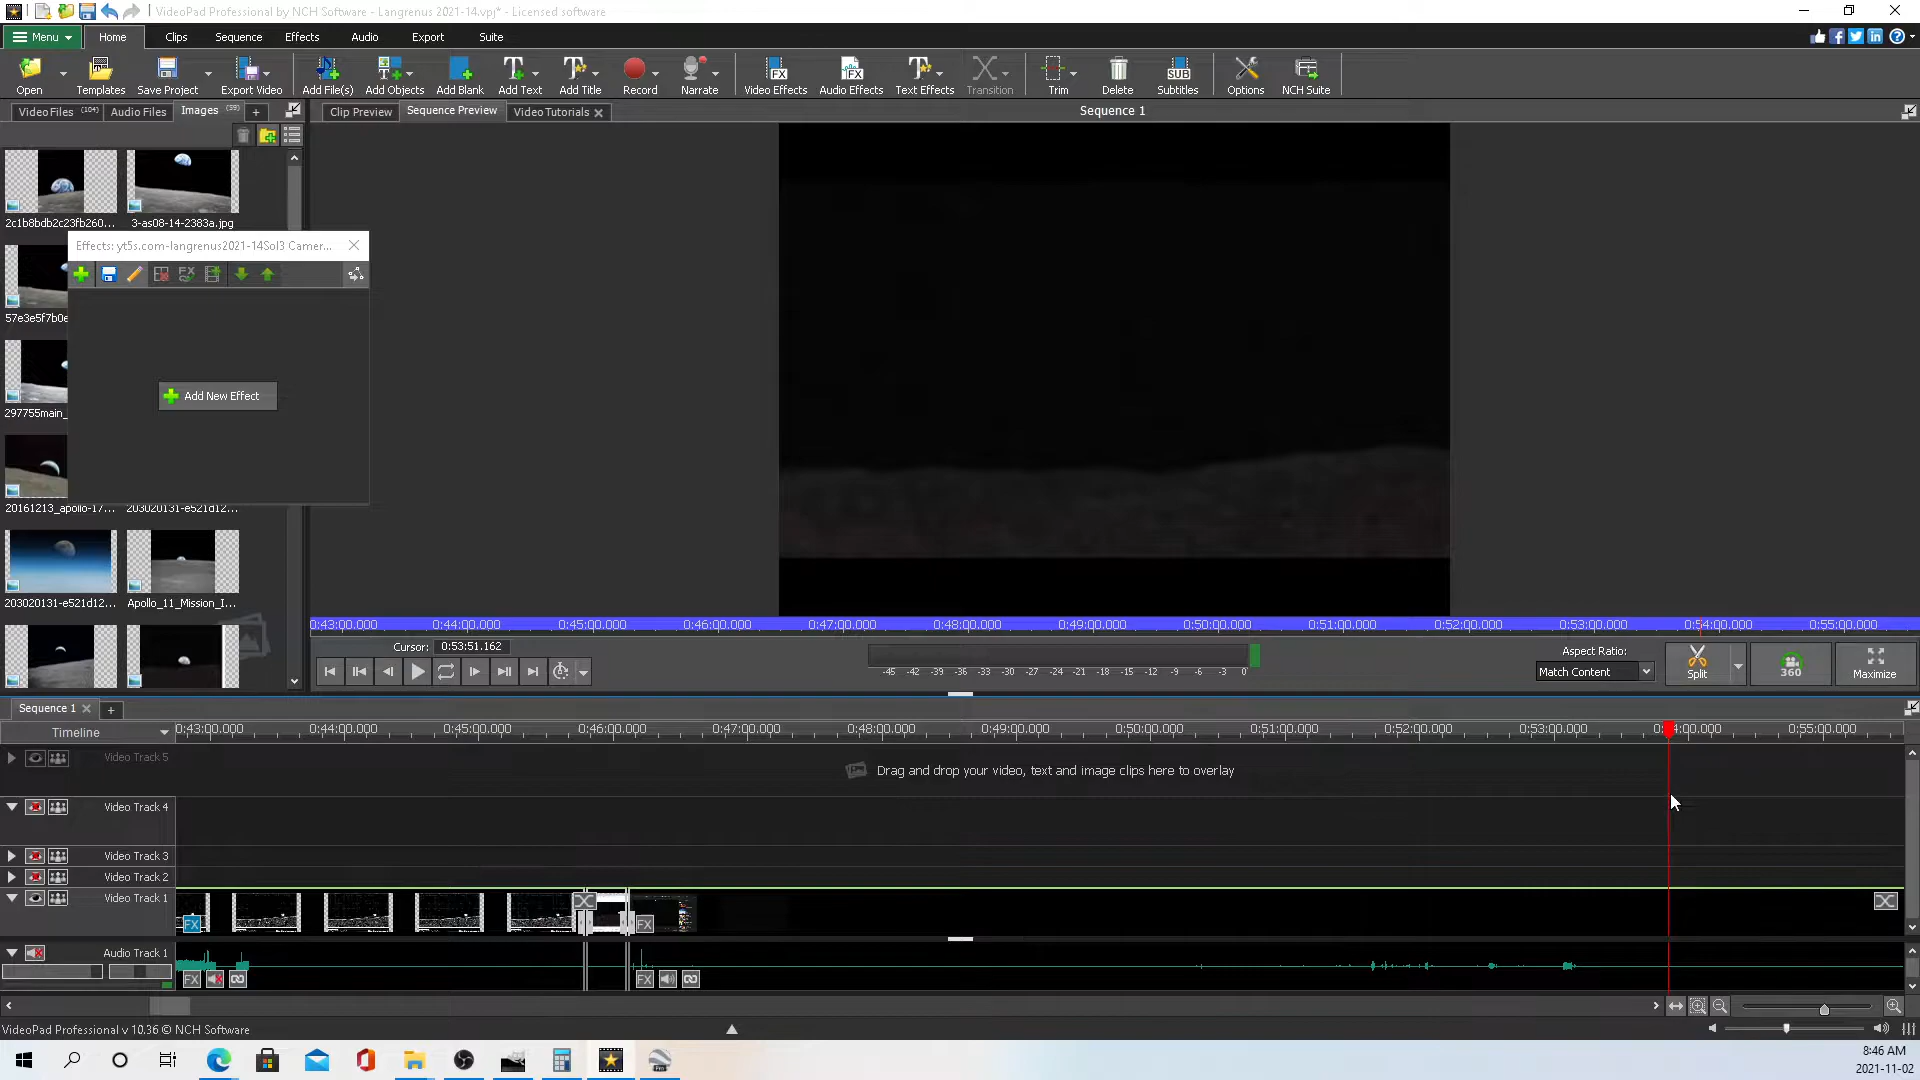 VideoPad Professional by NCH Software - Langrenus 2021-14.vpj* - Licensed software
Menu Home Clips Sequence Effects Audio Export Suite
Open Templates Save Project Export Video Add File(s) Add Objects Add Blank Add Text Add Title Record Narrate Video Effects Audio Effects Text Effects Transition Trim Delete Subtitles Options NCH Suite
Video Files (104) Audio Files Images (39) +
Clip Preview Sequence Preview Video Tutorials
Sequence 1
2c1b8bdb2c23fb260... 3-as08-14-2383a.jpg
Effects: yt5s.com-langrenus2021-14Sol3 Camer...
57e3e5f7b0e
Add New Effect
297755main_
20161213_apollo-17... 203020131-e521d12...
203020131-e521d12... Apollo_11_Mission_I...
0:43:00.000 0:44:00.000 0:45:00.000 0:46:00.000 0:47:00.000 0:48:00.000 0:49:00.000 0:50:00.000 0:51:00.000 0:52:00.000 0:53:00.000 0:54:00.000 0:55:00.000
Cursor: 0:53:51.162
-45 -42 -39 -36 -33 -30 -27 -24 -21 -18 -15 -12 -9 -6 -3 0
Aspect Ratio:
Match Content
Split 360 Maximize
Sequence 1
Timeline
0:43:00.000 0:44:00.000 0:45:00.000 0:46:00.000 0:47:00.000 0:48:00.000 0:49:00.000 0:50:00.000 0:51:00.000 0:52:00.000 0:53:00.000 0:54:00.000 0:55:00.000
Video Track 5
Drag and drop your video, text and image clips here to overlay
Video Track 4
Video Track 3
Video Track 2
Video Track 1
FX FX
Audio Track 1
FX FX
VideoPad Professional v 10.36 © NCH Software
8:46 AM
2021-11-02